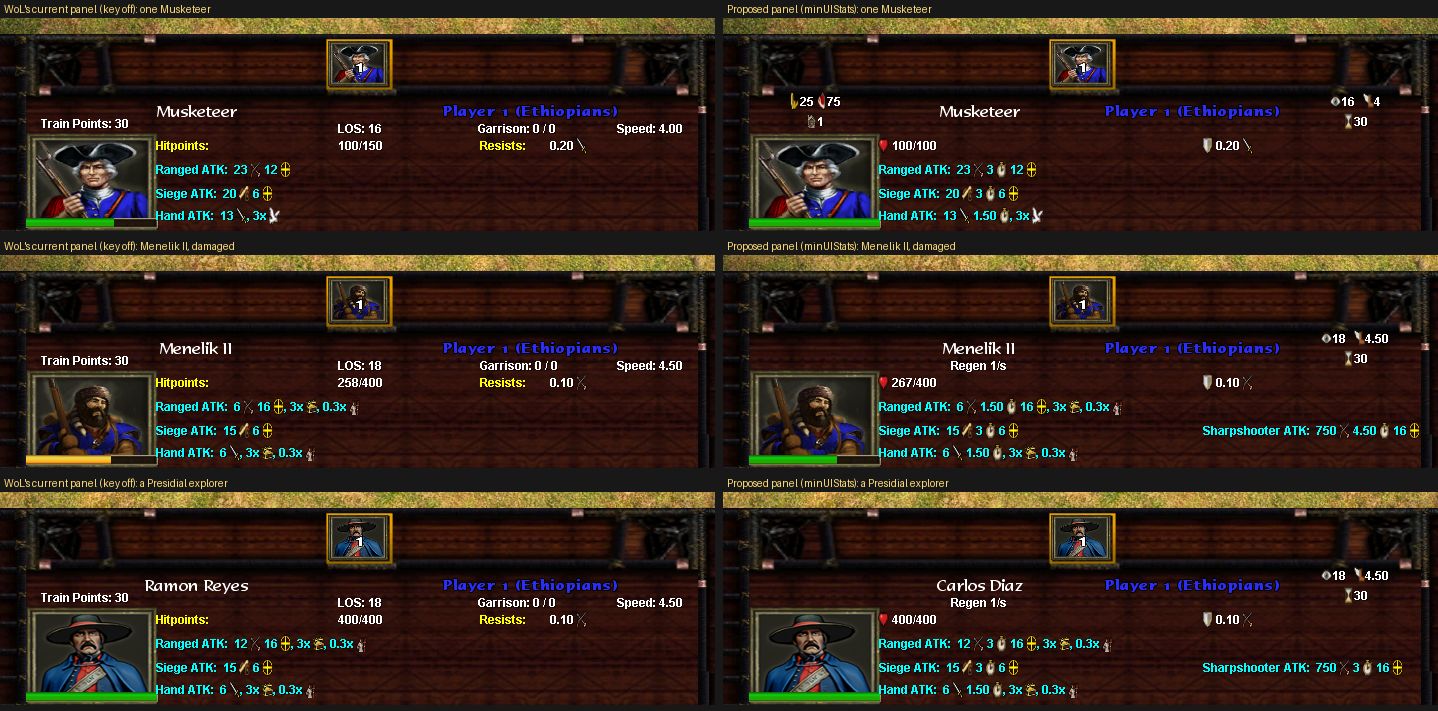 WoL's current panel (key off): one Musketeer
1
Musketeer
Player 1 (Ethiopians)
Train Points: 30
LOS: 16
Garrison: 0 / 0
Speed: 4.00
Hitpoints:
100/150
Resists:
0.20
Ranged ATK: 23 12
Siege ATK: 20 6
Hand ATK: 13 , 3x
Proposed panel (minUIStats): one Musketeer
1
25 75
Musketeer
Player 1 (Ethiopians)
16 4
1
30
100/100
0.20
Ranged ATK: 23 3 12
Siege ATK: 20 3 6
Hand ATK: 13 1.50 , 3x
WoL's current panel (key off): Menelik II, damaged
1
Menelik II
Player 1 (Ethiopians)
Train Points: 30
LOS: 18
Garrison: 0 / 0
Speed: 4.50
Hitpoints:
258/400
Resists:
0.10
Ranged ATK: 6 16 , 3x , 0.3x
Siege ATK: 15 6
Hand ATK: 6 , 3x , 0.3x
Proposed panel (minUIStats): Menelik II, damaged
1
Menelik II
Player 1 (Ethiopians)
18 4.50
Regen 1/s
30
267/400
0.10
Ranged ATK: 6 1.50 16 , 3x , 0.3x
Siege ATK: 15 3 6
Sharpshooter ATK: 750 4.50 16
Hand ATK: 6 1.50 , 3x , 0.3x
WoL's current panel (key off): a Presidial explorer
1
Ramon Reyes
Player 1 (Ethiopians)
Train Points: 30
LOS: 18
Garrison: 0 / 0
Speed: 4.50
Hitpoints:
400/400
Resists:
0.10
Ranged ATK: 12 16 , 3x , 0.3x
Siege ATK: 15 6
Hand ATK: 6 , 3x , 0.3x
Proposed panel (minUIStats): a Presidial explorer
1
Carlos Diaz
Player 1 (Ethiopians)
18 4.50
Regen 1/s
30
400/400
0.10
Ranged ATK: 12 3 16 , 3x , 0.3x
Siege ATK: 15 3 6
Sharpshooter ATK: 750 3 16
Hand ATK: 6 1.50 , 3x , 0.3x